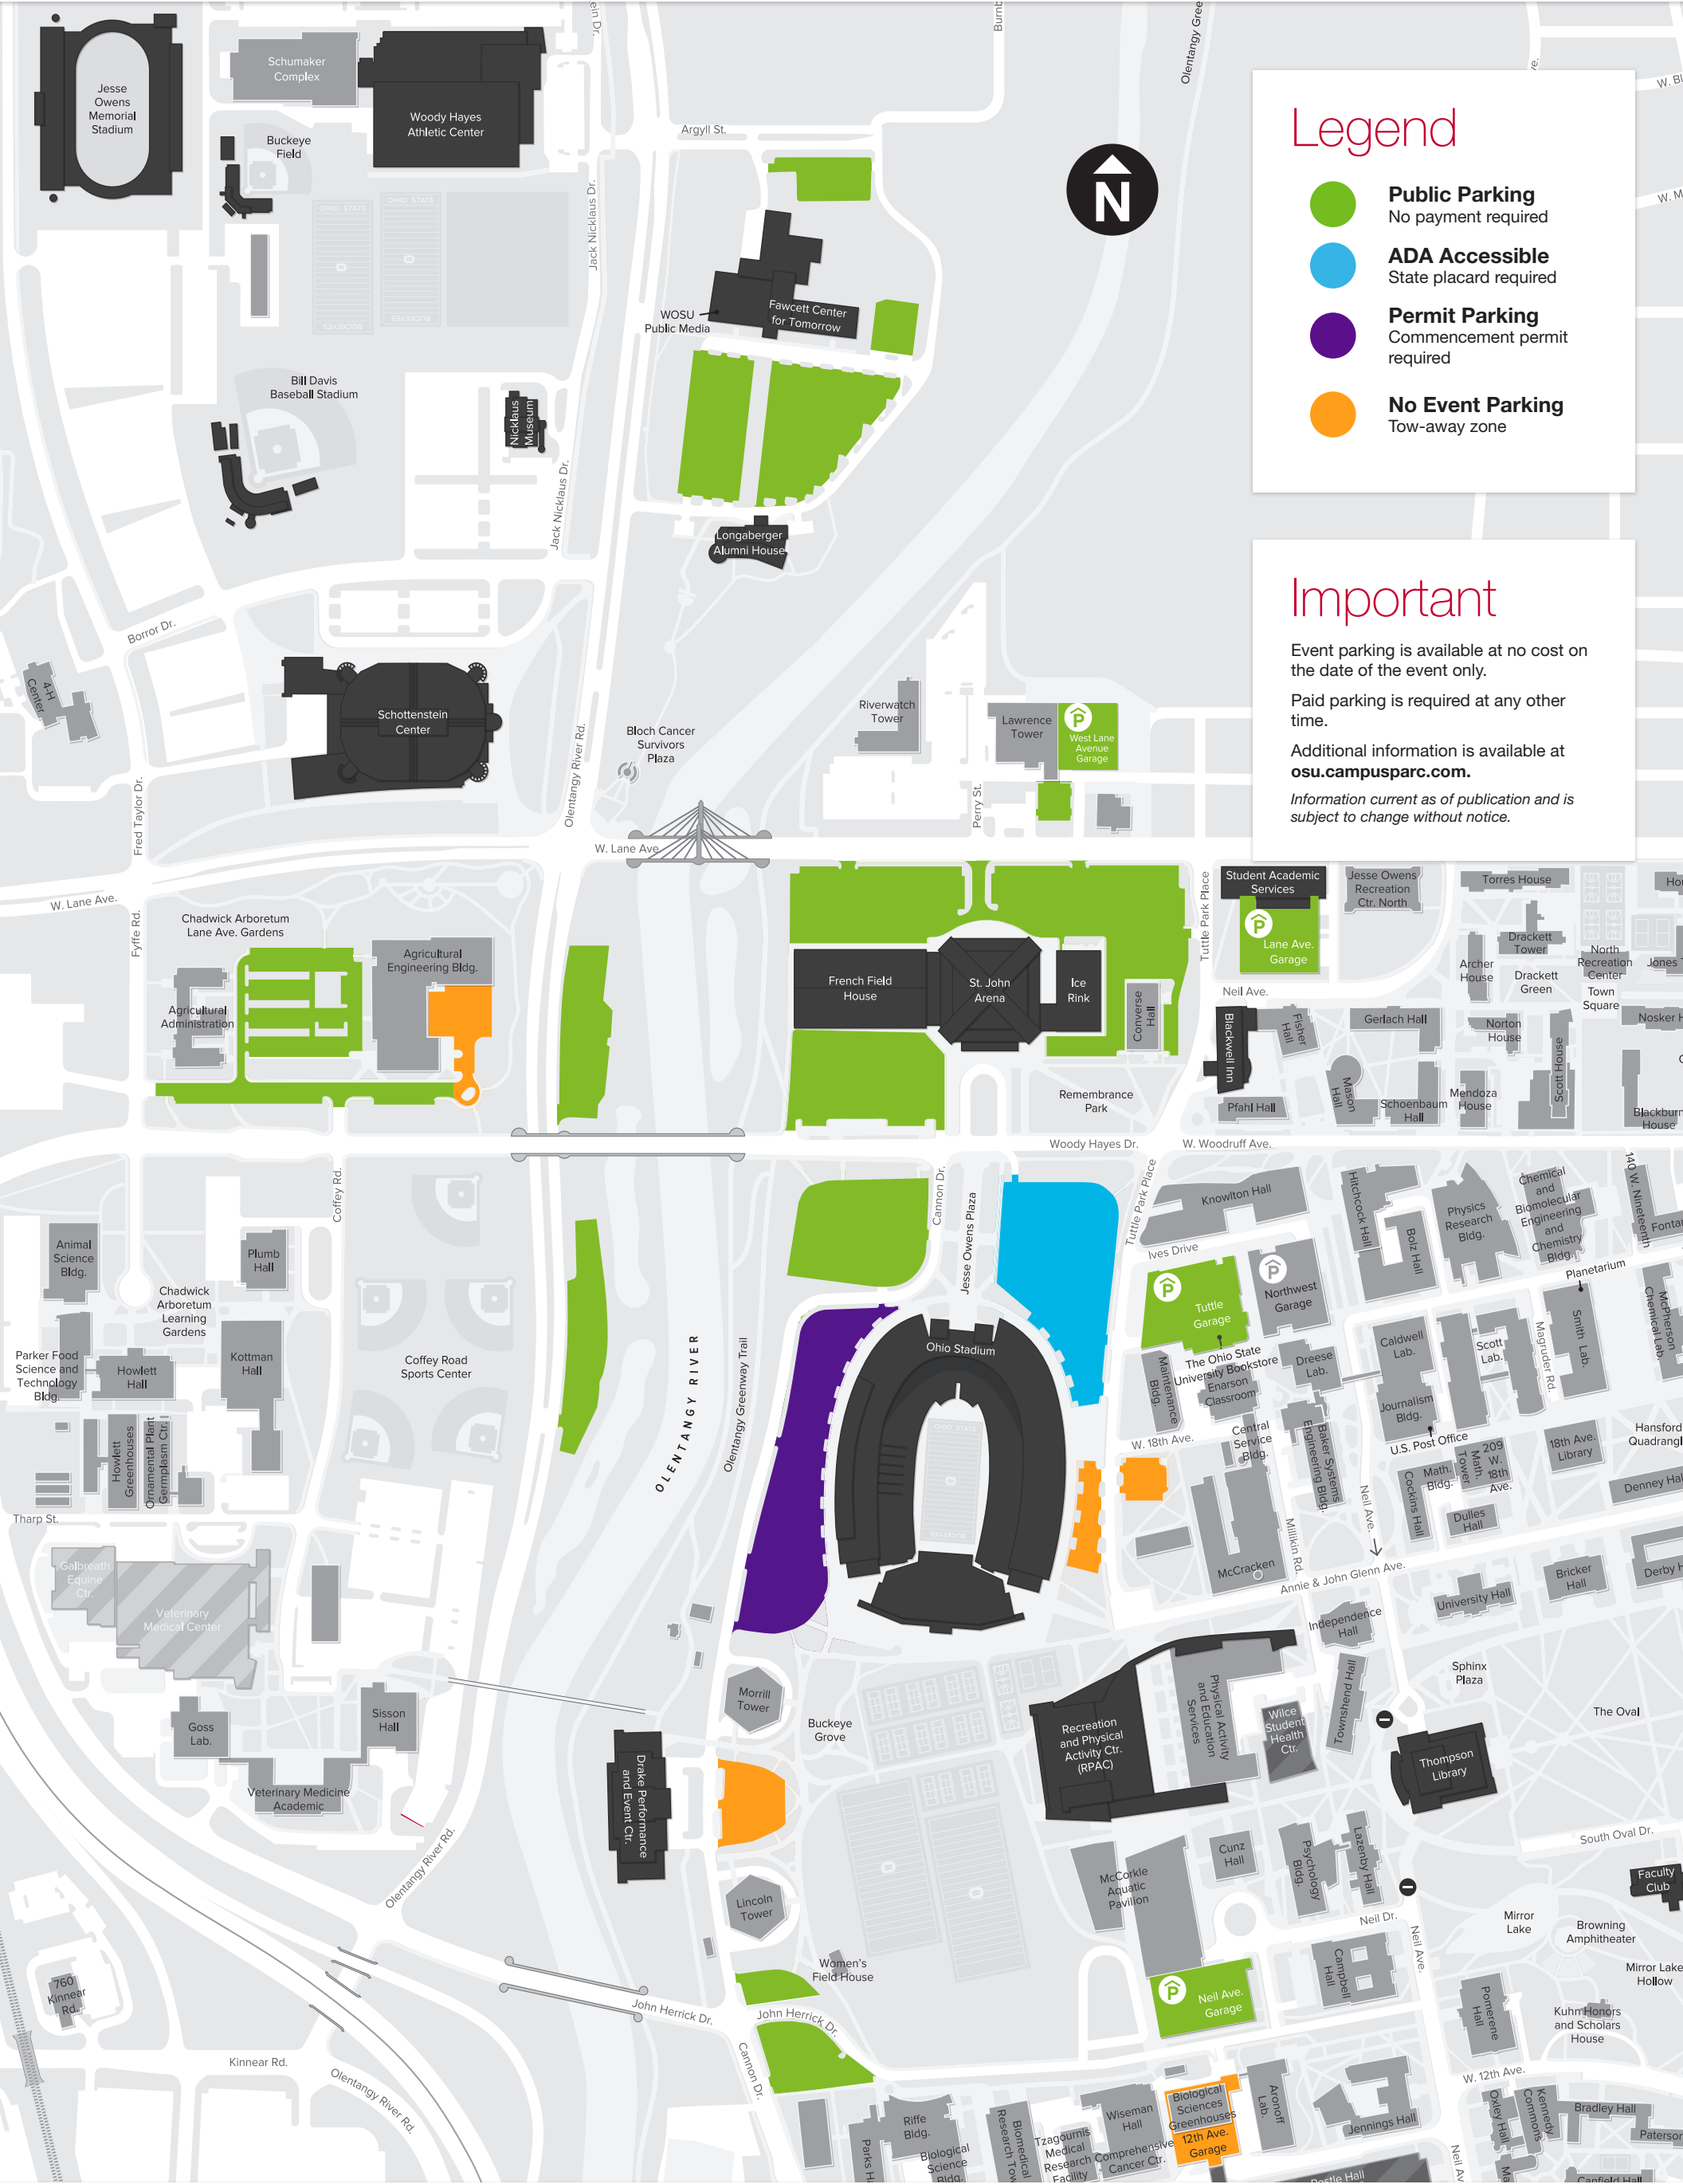 Legend
Public Parking
No payment required
ADA Accessible
State placard required
Permit Parking
Commencement permit
required
No Event Parking
Tow-away zone
Important
Event parking is available at no cost on
the date of the event only.
Paid parking is required at any other
time.
Additional information is available at
osu.campusparc.com.
Information current as of publication and is
subject to change without notice.
N
Jesse
Owens
Memorial
Stadium
Schumaker
Complex
Woody Hayes
Athletic Center
Buckeye
Field
OHIO STATE
OHIO STATE
BUCKEYES
BUCKEYES
Argyll St.
Jack Nicklaus Dr.
WOSU
Public Media
Fawcett Center
for Tomorrow
Bill Davis
Baseball Stadium
Nicklaus
Museum
Jack Nicklaus Dr.
Longaberger
Alumni House
Borror Dr.
4-H
Center
Schottenstein
Center
Olentangy River Rd.
Bloch Cancer
Survivors
Plaza
Riverwatch
Tower
Lawrence
Tower
P
West Lane
Avenue
Garage
Perry St.
Fred Taylor Dr.
W. Lane Ave.
W. Lane Ave.
Fyffe Rd.
Chadwick Arboretum
Lane Ave. Gardens
Agricultural
Engineering Bldg.
Agricultural
Administration
French Field
House
St. John
Arena
Ice
Rink
Converse
Hall
Tuttle Park Place
Student Academic
Services
P
Lane Ave.
Garage
Jesse Owens
Recreation
Ctr. North
Torres House
Drackett
Tower
Archer
House
Drackett
Green
North
Recreation
Center
Town
Square
Neil Ave.
Blackwell Inn
Fisher
Hall
Gerlach Hall
Norton
House
Scott House
Mason
Hall
Schoenbaum
Hall
Mendoza
House
Pfahl Hall
Blackburn
House
Remembrance
Park
Woody Hayes Dr.
W. Woodruff Ave.
Coffey Rd.
Cannon Dr.
Jesse Owens Plaza
Tuttle Park Place
Knowlton Hall
Ives Drive
Hitchcock Hall
Bolz Hall
Physics
Research
Bldg.
Chemical
and
Biomolecular
Engineering
and
Chemistry
Bldg.
140 W. Nineteenth
Planetarium
Animal
Science
Bldg.
Plumb
Hall
Chadwick
Arboretum
Learning
Gardens
Parker Food
Science and
Technology
Bldg.
Howlett
Hall
Kottman
Hall
Coffey Road
Sports Center
Howlett
Greenhouses
Ornamental Plant
Germplasm Ctr.
Tharp St.
OLENTANGY RIVER
Olentangy Greenway Trail
Ohio Stadium
OHIO STATE
BUCKEYES
P
Tuttle
Garage
P
Northwest
Garage
The Ohio State
University Bookstore
Maintenance
Bldg.
Enarson
Classroom
Dreese
Lab.
Caldwell
Lab.
Journalism
Bldg.
Scott
Lab.
Magruder Rd.
Smith Lab.
McPherson
Chemical Lab.
W. 18th Ave.
Central
Service
Bldg.
Baker Systems
Engineering Bldg.
U.S. Post Office
Cockins Hall
Math.
Bldg.
Math.
Tower
209
W.
18th
Ave.
18th Ave.
Library
Dulles
Hall
Neil Ave.
Millikin Rd.
McCracken
Annie & John Glenn Ave.
University Hall
Bricker
Hall
Independence
Hall
Galbreath
Equine
Ctr.
Veterinary
Medical Center
Goss
Lab.
Sisson
Hall
Veterinary Medicine
Academic
Morrill
Tower
Buckeye
Grove
Drake Performance
and Event Ctr.
Lincoln
Tower
Women's
Field House
Recreation
and Physical
Activity Ctr.
(RPAC)
Physical Activity
and Education
Services
Wilce
Student
Health
Ctr.
Townshend Hall
Sphinx
Plaza
The Oval
Thompson
Library
South Oval Dr.
Faculty
Club
McCorkle
Aquatic
Pavilion
Cunz
Hall
Psychology
Bldg.
Lazenby Hall
Neil Dr.
Neil Ave.
Mirror
Lake
Browning
Amphitheater
Mirror Lake
Hollow
Campbell
Hall
Pomerene
Hall
Kuhn Honors
and Scholars
House
P
Neil Ave.
Garage
Olentangy River Rd.
760
Kinnear
Rd.
Kinnear Rd.
Olentangy River Rd.
John Herrick Dr.
John Herrick Dr.
Cannon Dr.
Riffe
Bldg.
Biological
Science
Bldg.
Tzagournis
Medical
Research
Facility
Wiseman
Hall
Comprehensive
Cancer Ctr.
Biological
Sciences
Greenhouses
12th Ave.
Garage
Aronoff
Lab.
Jennings Hall
W. 12th Ave.
Oxley Hall
Kennedy
Commons
Bradley Hall
Canfield Hall